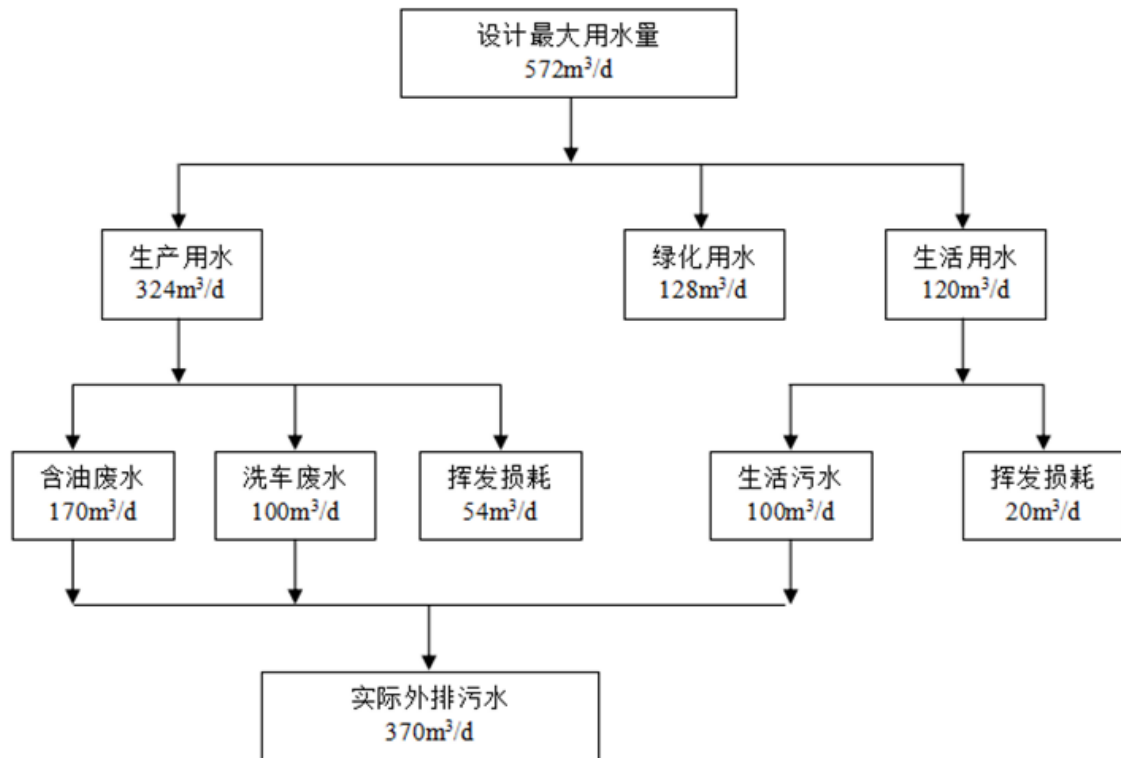 设计最大用水量
572m³/d
生产用水
324m³/d
绿化用水
128m³/d
生活用水
120m³/d
含油废水
170m³/d
洗车废水
100m³/d
挥发损耗
54m³/d
生活污水
100m³/d
挥发损耗
20m³/d
实际外排污水
370m³/d